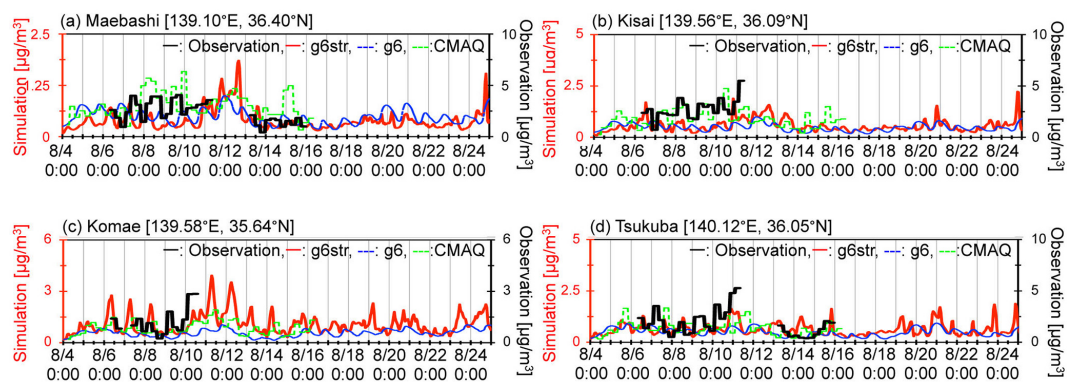 (a) Maebashi [139.10°E, 36.40°N]
Simulation [µg/m³]
2.5
1.25
0
: Observation, : g6str, : g6, :CMAQ
10
5
0
Observation [µg/m³]
8/4 8/6 8/8 8/10 8/12 8/14 8/16 8/18 8/20 8/22 8/24
0:00 0:00 0:00 0:00 0:00 0:00 0:00 0:00 0:00 0:00 0:00
(b) Kisai [139.56°E, 36.09°N]
Simulation [µg/m³]
5
2.5
0
: Observation, : g6str, : g6, :CMAQ
10
5
0
Observation [µg/m³]
8/4 8/6 8/8 8/10 8/12 8/14 8/16 8/18 8/20 8/22 8/24
0:00 0:00 0:00 0:00 0:00 0:00 0:00 0:00 0:00 0:00 0:00
(c) Komae [139.58°E, 35.64°N]
Simulation [µg/m³]
6
3
0
: Observation, : g6str, : g6, :CMAQ
6
3
0
Observation [µg/m³]
8/4 8/6 8/8 8/10 8/12 8/14 8/16 8/18 8/20 8/22 8/24
0:00 0:00 0:00 0:00 0:00 0:00 0:00 0:00 0:00 0:00 0:00
(d) Tsukuba [140.12°E, 36.05°N]
Simulation [µg/m³]
5
2.5
0
: Observation, : g6str, : g6, :CMAQ
10
5
0
Observation [µg/m³]
8/4 8/6 8/8 8/10 8/12 8/14 8/16 8/18 8/20 8/22 8/24
0:00 0:00 0:00 0:00 0:00 0:00 0:00 0:00 0:00 0:00 0:00